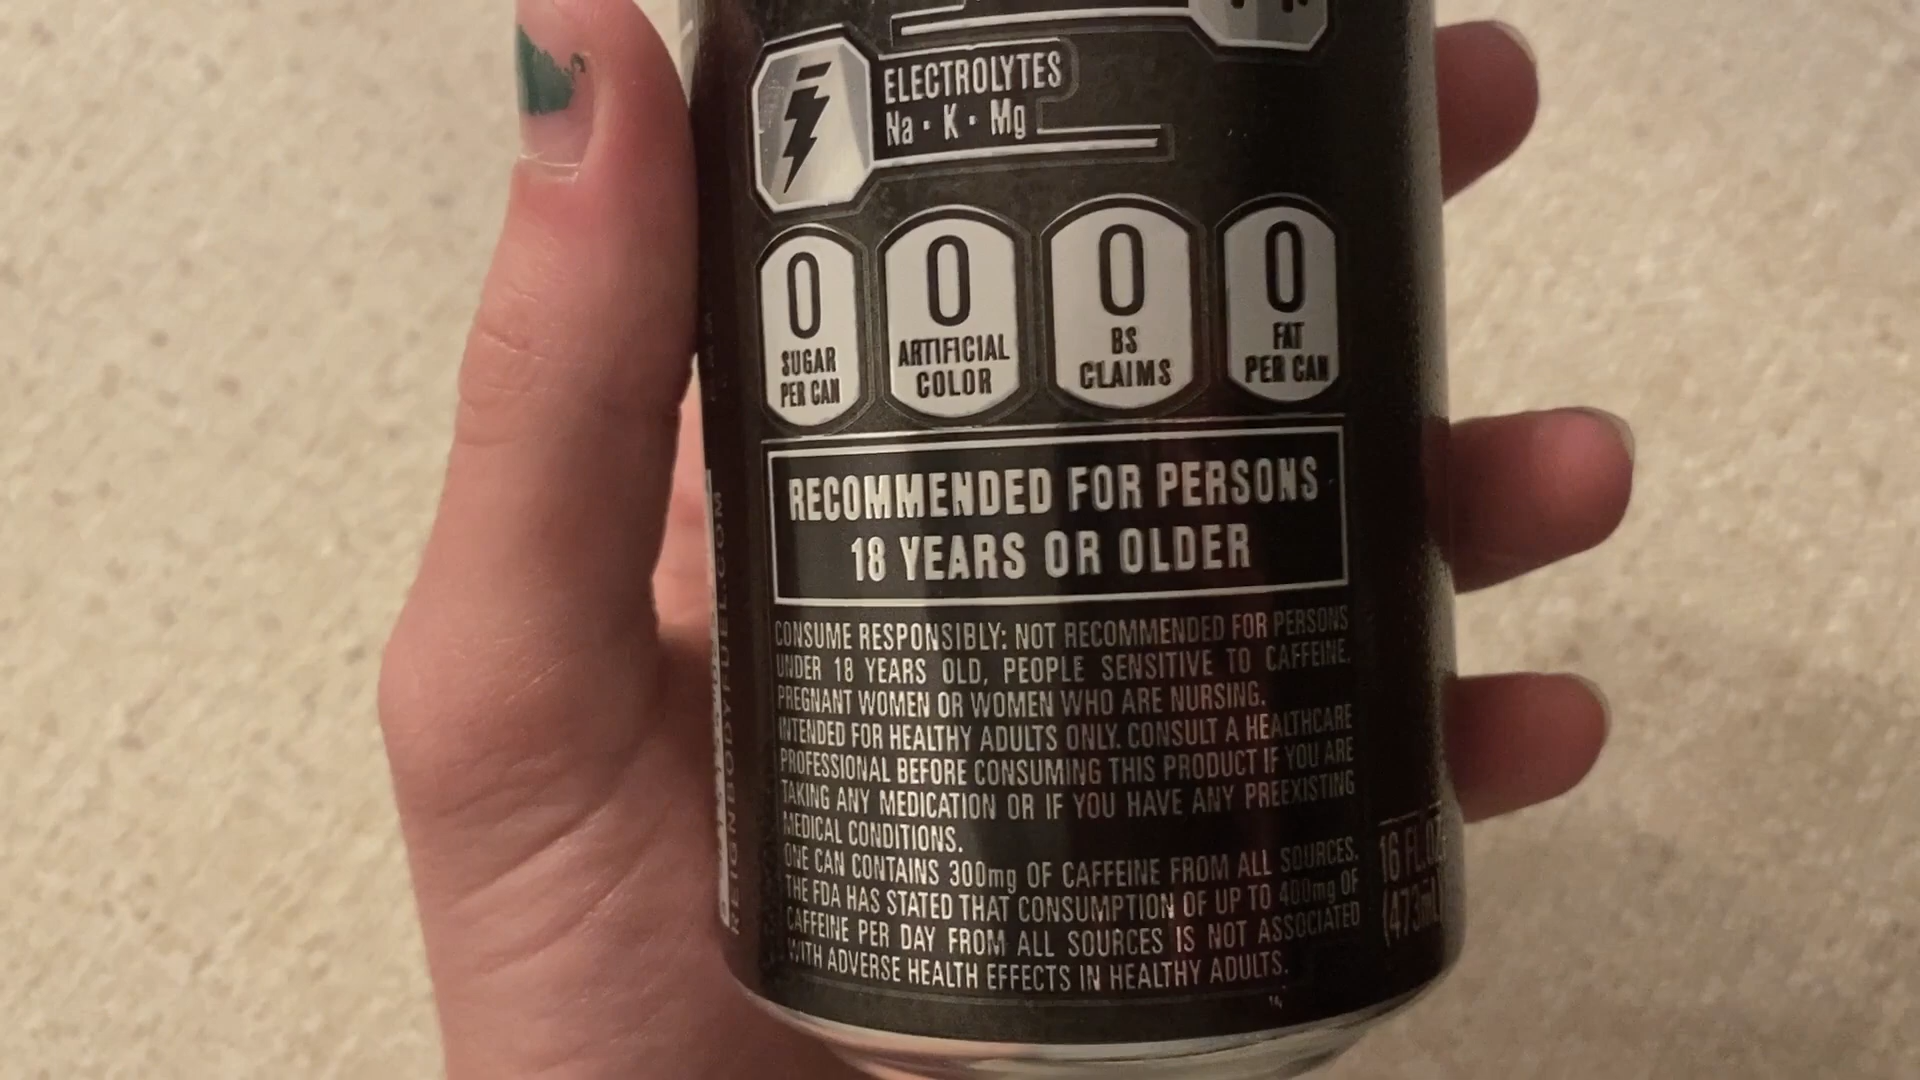 ELECTROLYTES
Na · K · Mg
0
SUGAR
PER CAN
0
ARTIFICIAL
COLOR
0
BS
CLAIMS
0
FAT
PER CAN
RECOMMENDED FOR PERSONS
18 YEARS OR OLDER
CONSUME RESPONSIBLY: NOT RECOMMENDED FOR PERSONS
UNDER 18 YEARS OLD, PEOPLE SENSITIVE TO CAFFEINE,
PREGNANT WOMEN OR WOMEN WHO ARE NURSING.
INTENDED FOR HEALTHY ADULTS ONLY. CONSULT A HEALTHCARE
PROFESSIONAL BEFORE CONSUMING THIS PRODUCT IF YOU ARE
TAKING ANY MEDICATION OR IF YOU HAVE ANY PREEXISTING
MEDICAL CONDITIONS.
ONE CAN CONTAINS 300mg OF CAFFEINE FROM ALL SOURCES.
THE FDA HAS STATED THAT CONSUMPTION OF UP TO 400mg OF
CAFFEINE PER DAY FROM ALL SOURCES IS NOT ASSOCIATED
WITH ADVERSE HEALTH EFFECTS IN HEALTHY ADULTS.
16 FL.OZ.
(473mL)
REIGNBODYFUEL.COM